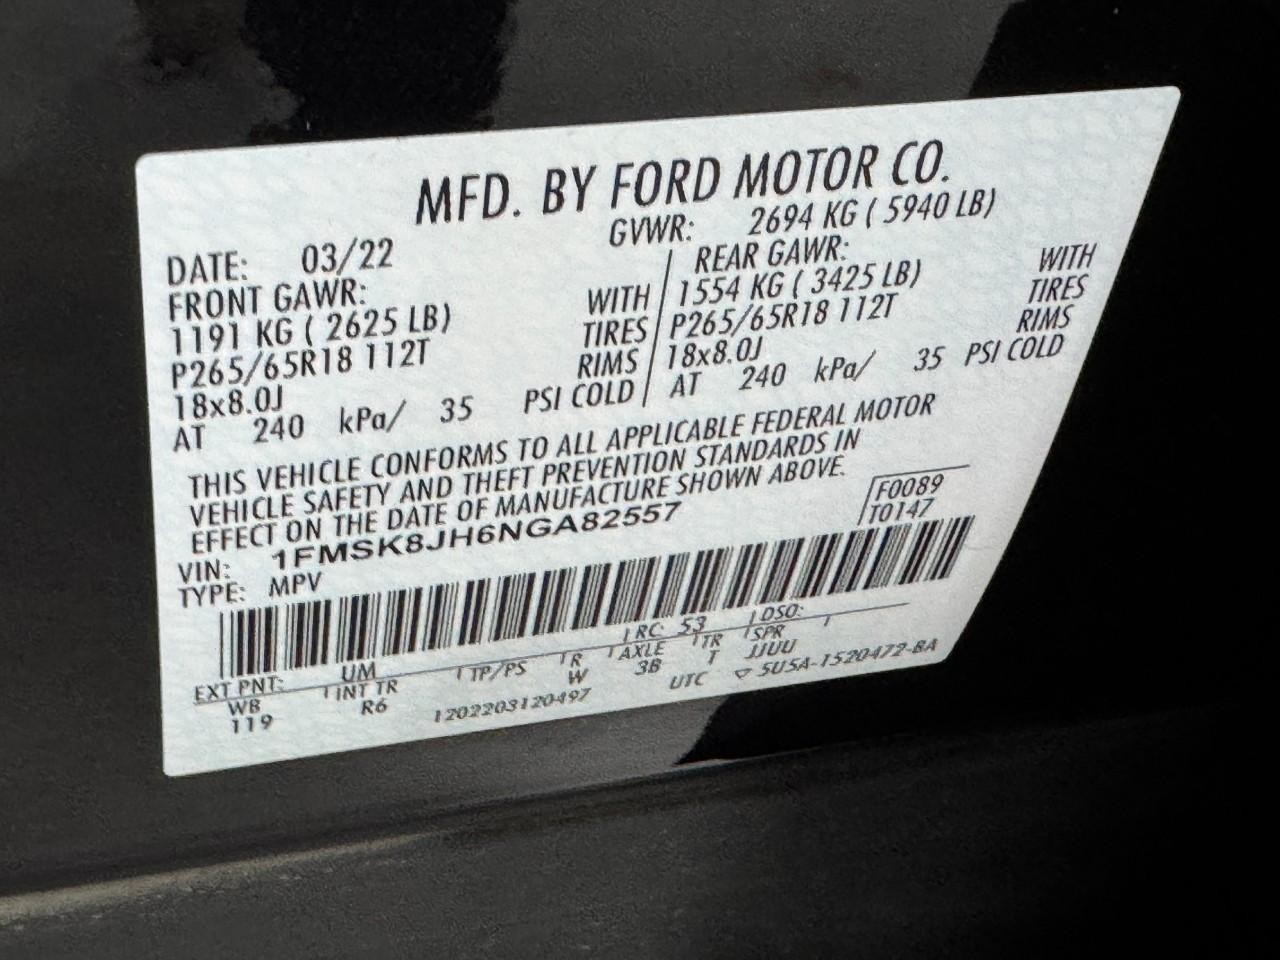 MFD. BY FORD MOTOR CO.
DATE: 03/22 GVWR: 2694 KG ( 5940 LB)
FRONT GAWR: REAR GAWR:
1191 KG ( 2625 LB) WITH 1554 KG ( 3425 LB) WITH
P265/65R18 112T TIRES P265/65R18 112T TIRES
18x8.0J RIMS 18x8.0J RIMS
AT 240 kPa/ 35 PSI COLD AT 240 kPa/ 35 PSI COLD
THIS VEHICLE CONFORMS TO ALL APPLICABLE FEDERAL MOTOR
VEHICLE SAFETY AND THEFT PREVENTION STANDARDS IN
EFFECT ON THE DATE OF MANUFACTURE SHOWN ABOVE.
VIN: 1FMSK8JH6NGA82557 F0089
TYPE: MPV T0147
EXT PNT: UM RC: 53 DSO:
WB INT TR TP/PS R AXLE TR SPR
119 R6 W 3B T JJUU
1202203120497 UTC ▽ 5U5A-1520472-BA